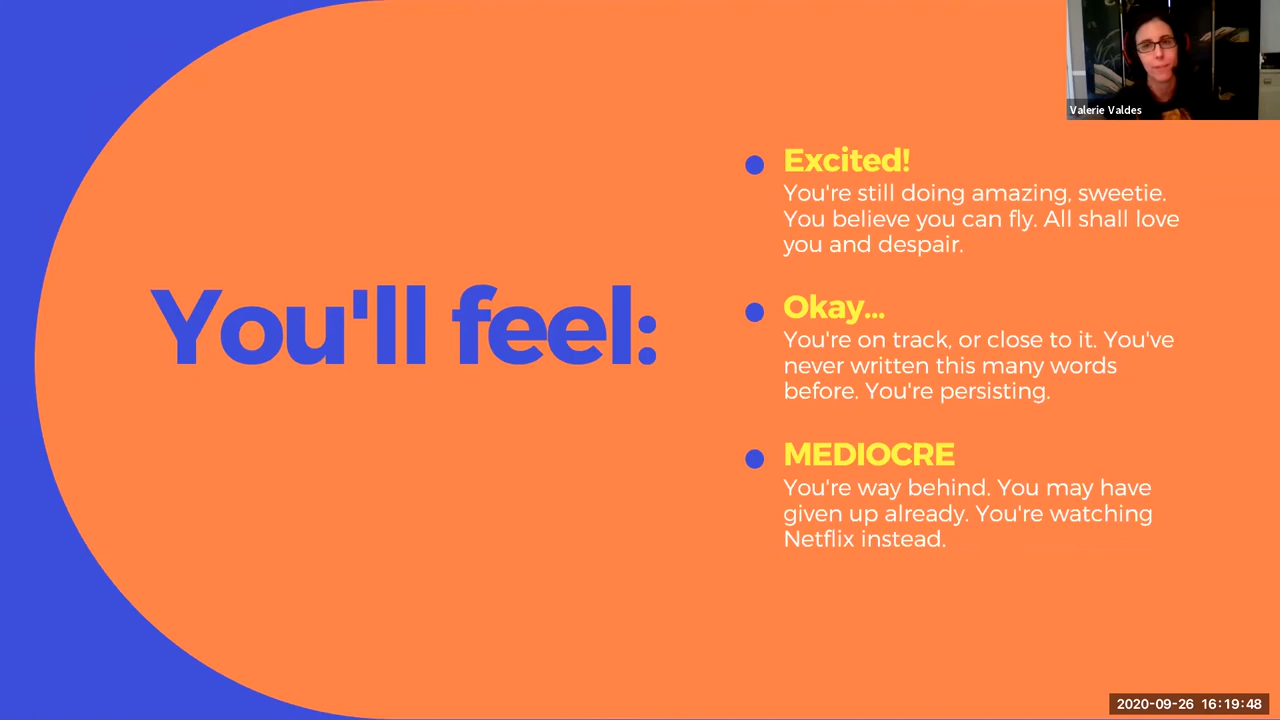 Valerie Valdes
You'll feel:
Excited!
You're still doing amazing, sweetie.
You believe you can fly. All shall love
you and despair.
Okay...
You're on track, or close to it. You've
never written this many words
before. You're persisting.
MEDIOCRE
You're way behind. You may have
given up already. You're watching
Netflix instead.
2020-09-26 16:19:48